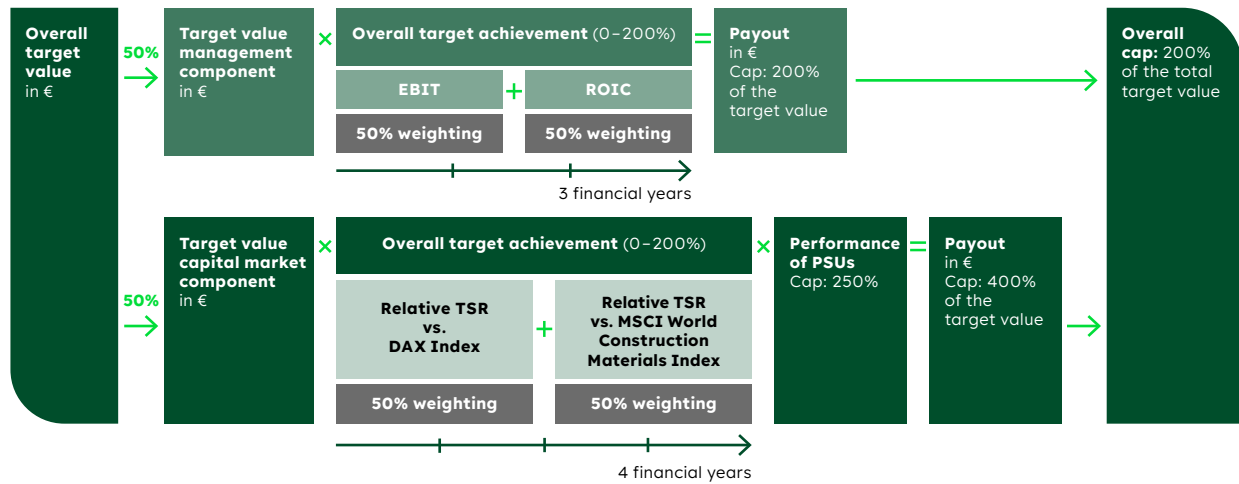 Overall
target
value
in €
50%
Target value
management
component
in €
×
Overall target achievement (0–200%)
EBIT
+
ROIC
50% weighting
50% weighting
3 financial years
=
Payout
in €
Cap: 200%
of the
target value
Overall
cap: 200%
of the total
target value
50%
Target value
capital market
component
in €
×
Overall target achievement (0–200%)
Relative TSR
vs.
DAX Index
+
Relative TSR
vs. MSCI World
Construction
Materials Index
50% weighting
50% weighting
4 financial years
×
Performance
of PSUs
Cap: 250%
=
Payout
in €
Cap: 400%
of the
target value